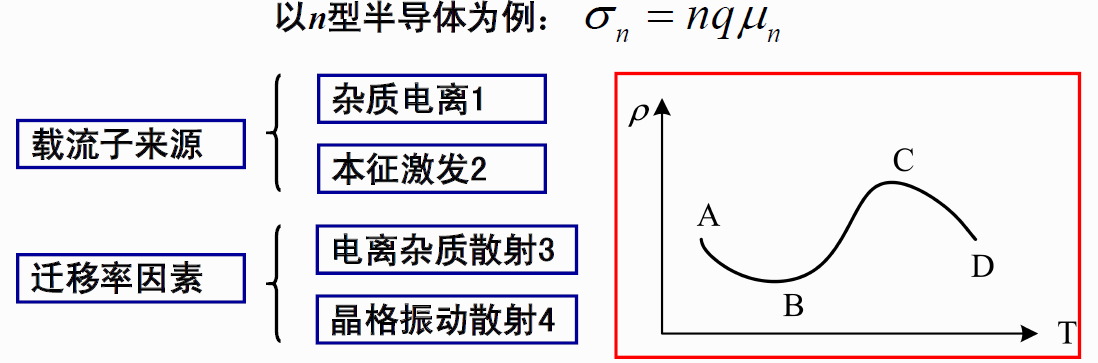 以n型半导体为例： σn = nqμn
载流子来源
杂质电离1
本征激发2
迁移率因素
电离杂质散射3
晶格振动散射4
ρ
A
B
C
D
T